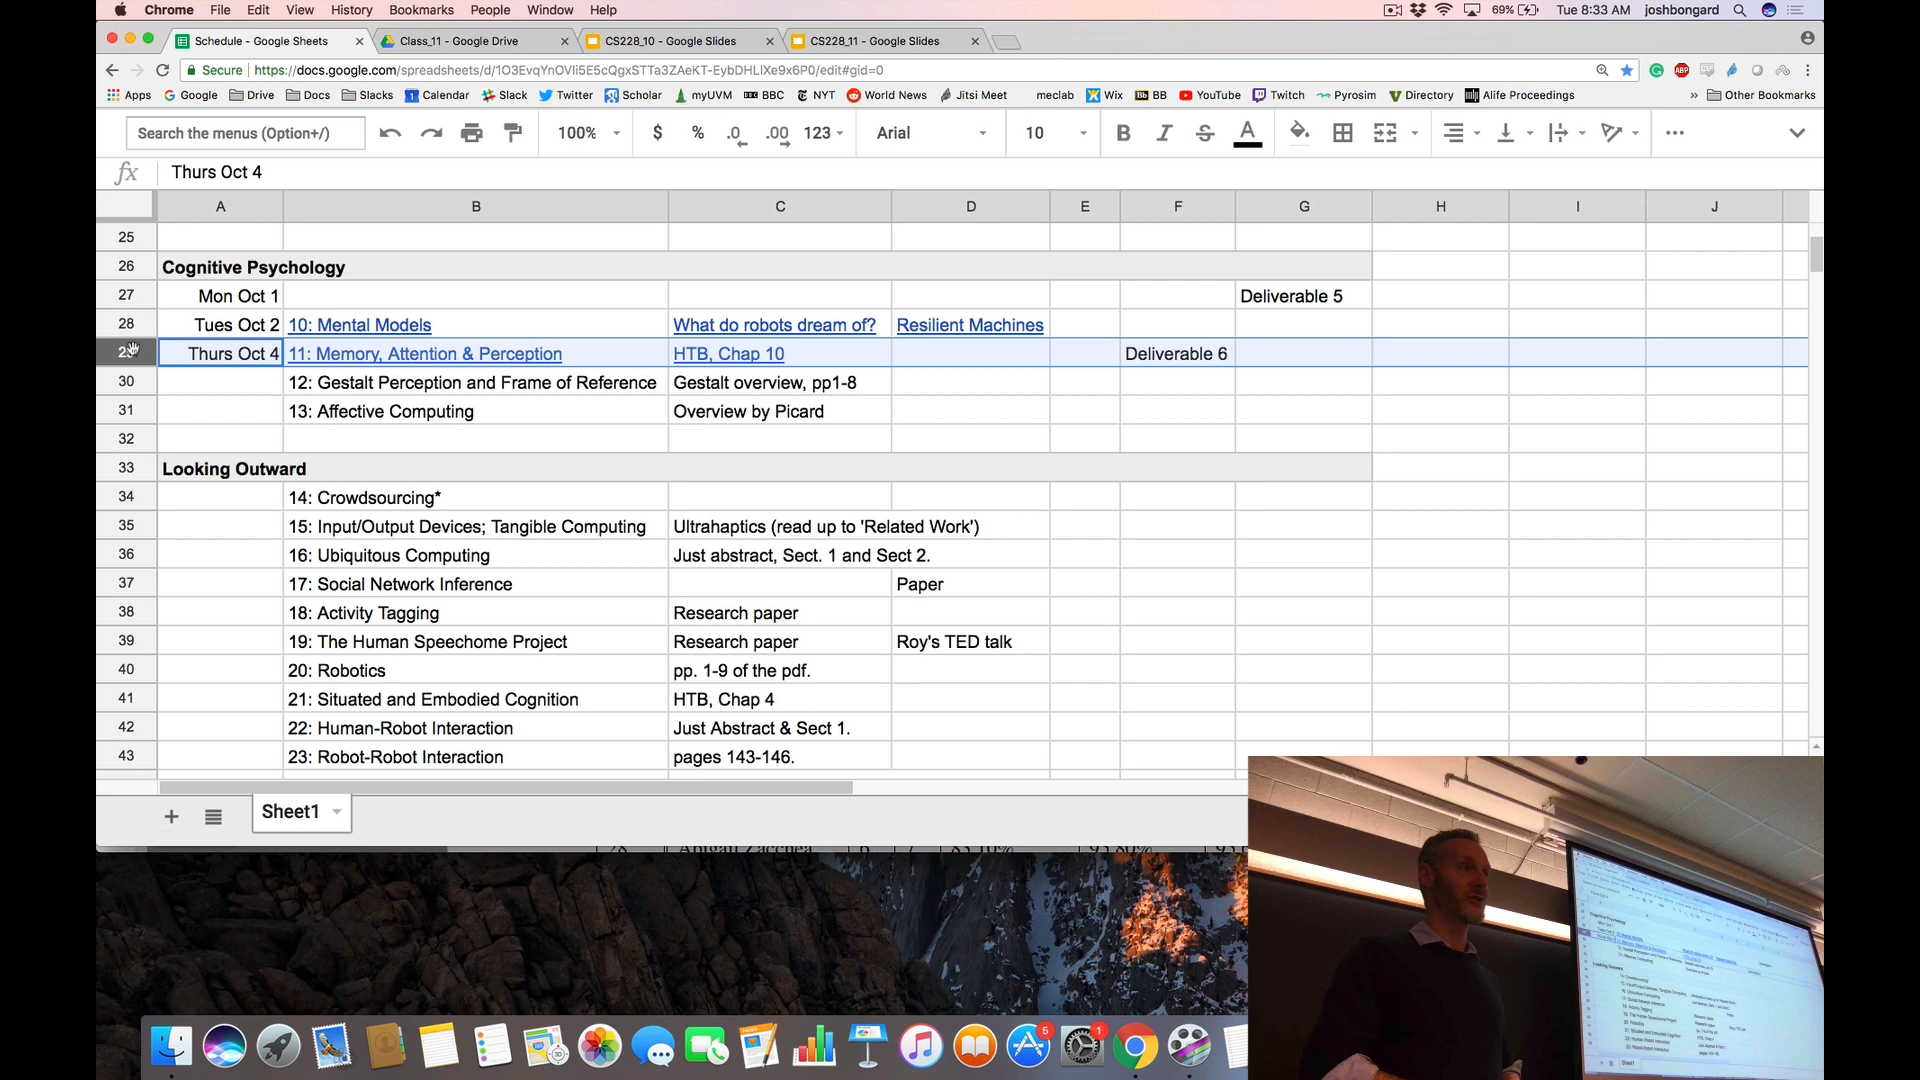 Chrome File Edit View History Bookmarks People Window Help 69% Tue 8:33 AM joshbongard
Schedule - Google Sheets Class_11 - Google Drive CS228_10 - Google Slides CS228_11 - Google Slides
Secure https://docs.google.com/spreadsheets/d/1O3EvqYnOVIi5E5cQgxSTTa3ZAeKT-EybDHLIXe9x6P0/edit#gid=0
Apps Google Drive Docs Slacks Calendar Slack Twitter Scholar myUVM BBC NYT World News Jitsi Meet meclab Wix BB YouTube Twitch Pyrosim Directory Alife Proceedings » Other Bookmarks
Search the menus (Option+/) 100% $ % .0 .00 123 Arial 10 B I S A
fx Thurs Oct 4
A B C D E F G H I J
25
26 Cognitive Psychology
27 Mon Oct 1 Deliverable 5
28 Tues Oct 2 10: Mental Models What do robots dream of? Resilient Machines
Thurs Oct 4 11: Memory, Attention & Perception HTB, Chap 10 Deliverable 6
30 12: Gestalt Perception and Frame of Reference Gestalt overview, pp1-8
31 13: Affective Computing Overview by Picard
32
33 Looking Outward
34 14: Crowdsourcing*
35 15: Input/Output Devices; Tangible Computing Ultrahaptics (read up to 'Related Work')
36 16: Ubiquitous Computing Just abstract, Sect. 1 and Sect 2.
37 17: Social Network Inference Paper
38 18: Activity Tagging Research paper
39 19: The Human Speechome Project Research paper Roy's TED talk
40 20: Robotics pp. 1-9 of the pdf.
41 21: Situated and Embodied Cognition HTB, Chap 4
42 22: Human-Robot Interaction Just Abstract & Sect 1.
43 23: Robot-Robot Interaction pages 143-146.
Sheet1